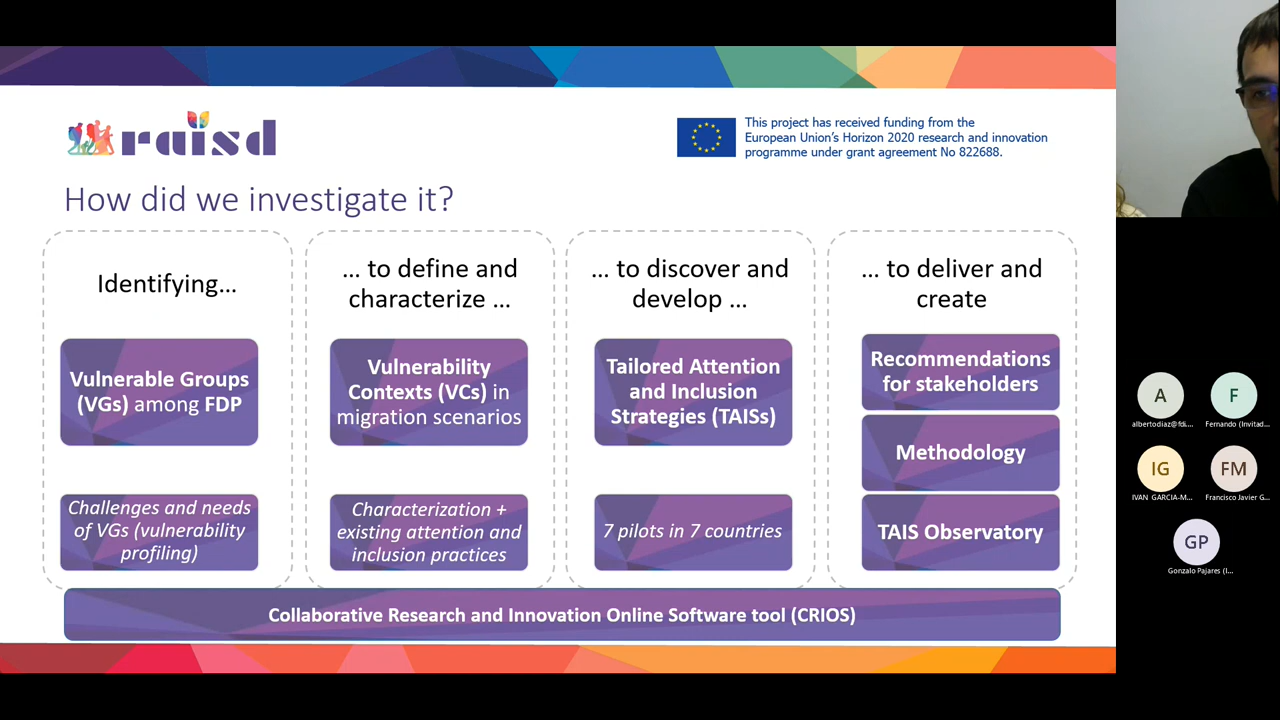 raisd
This project has received funding from the
European Union's Horizon 2020 research and innovation
programme under grant agreement No 822688.
How did we investigate it?
Identifying...
Vulnerable Groups
(VGs) among FDP
Challenges and needs
of VGs (vulnerability
profiling)
... to define and
characterize ...
Vulnerability
Contexts (VCs) in
migration scenarios
Characterization +
existing attention and
inclusion practices
... to discover and
develop ...
Tailored Attention
and Inclusion
Strategies (TAISs)
7 pilots in 7 countries
... to deliver and
create
Recommendations
for stakeholders
Methodology
TAIS Observatory
Collaborative Research and Innovation Online Software tool (CRIOS)
A
albertodiaz@fdi....
F
Fernando (Invitad...
IG
IVAN GARCIA-M...
FM
Francisco Javier G...
GP
Gonzalo Pajares (I...